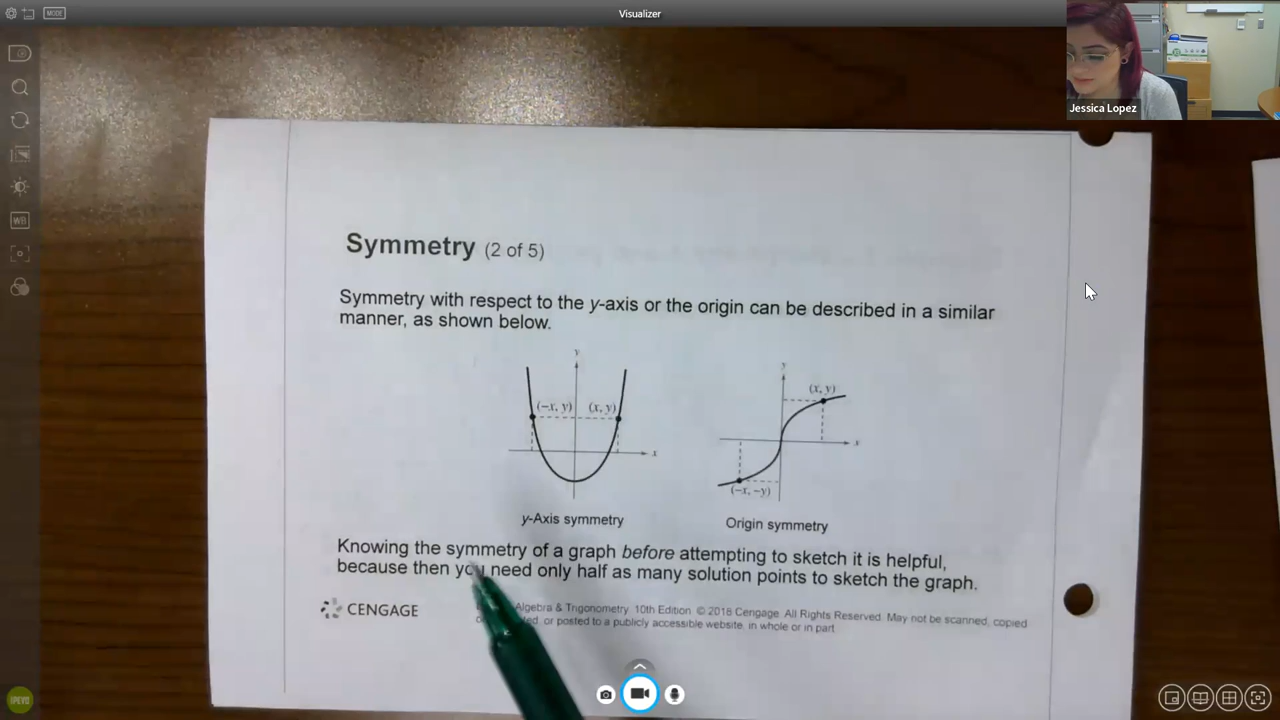 MODE
Visualizer
Jessica Lopez
WB
Symmetry (2 of 5)
Symmetry with respect to the y-axis or the origin can be described in a similar
manner, as shown below.
y
(−x, y) (x, y)
x
y-Axis symmetry
y
(x, y)
x
(−x, −y)
Origin symmetry
Knowing the symmetry of a graph before attempting to sketch it is helpful,
because then you need only half as many solution points to sketch the graph.
CENGAGE
Algebra & Trigonometry, 10th Edition. © 2018 Cengage. All Rights Reserved. May not be scanned, copied
or posted to a publicly accessible website, in whole or in part.
IPEVO